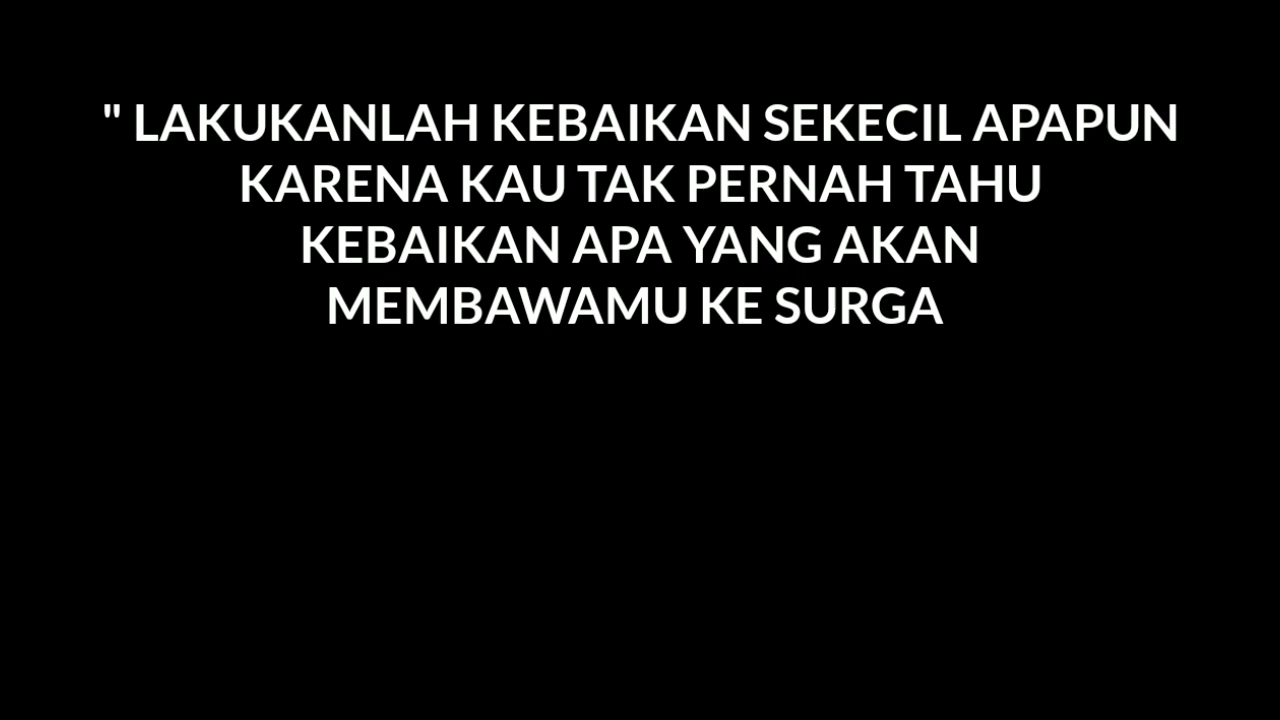 " LAKUKANLAH KEBAIKAN SEKECIL APAPUN
KARENA KAU TAK PERNAH TAHU
KEBAIKAN APA YANG AKAN
MEMBAWAMU KE SURGA